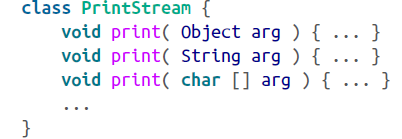 class PrintStream {
    void print( Object arg ) { ... }
    void print( String arg ) { ... }
    void print( char [] arg ) { ... }
    ...
}